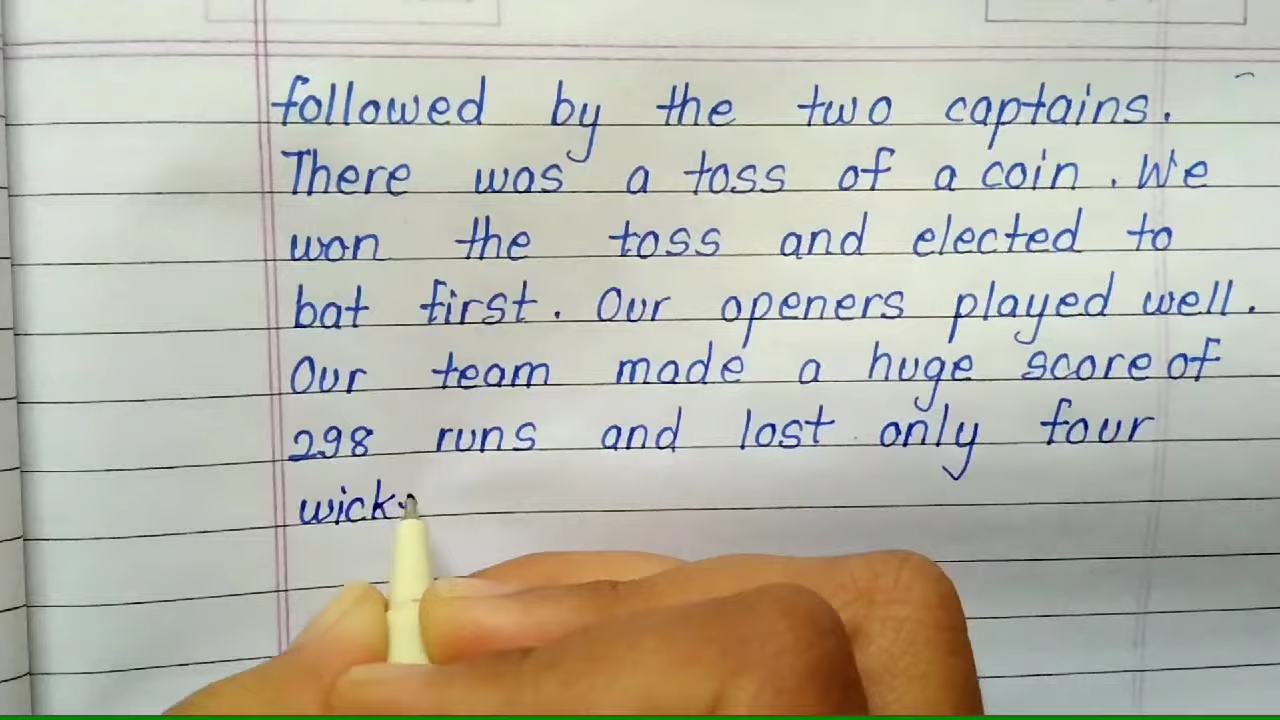 followed by the two captains.
There was a toss of a coin. We
won the toss and elected to
bat first. Our openers played well.
Our team made a huge score of
298 runs and lost only four
wick